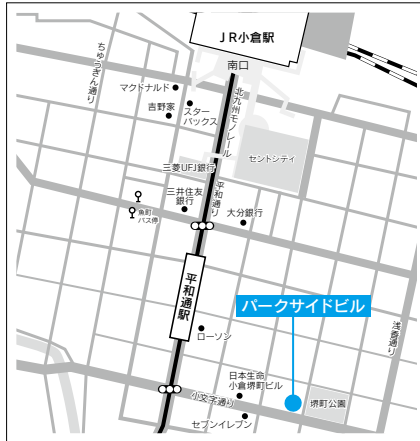 JR小倉駅
南口
ちゅうぎん通り
マクドナルド
吉野家
スター
バックス
北九州モノレール
セントシティ
三菱UFJ銀行
平和通り
三井住友
銀行
魚町
バス停
大分銀行
平和通駅
パークサイドビル
浅香通り
ローソン
日本生命
小倉堺町ビル
小文字通り
堺町公園
セブンイレブン